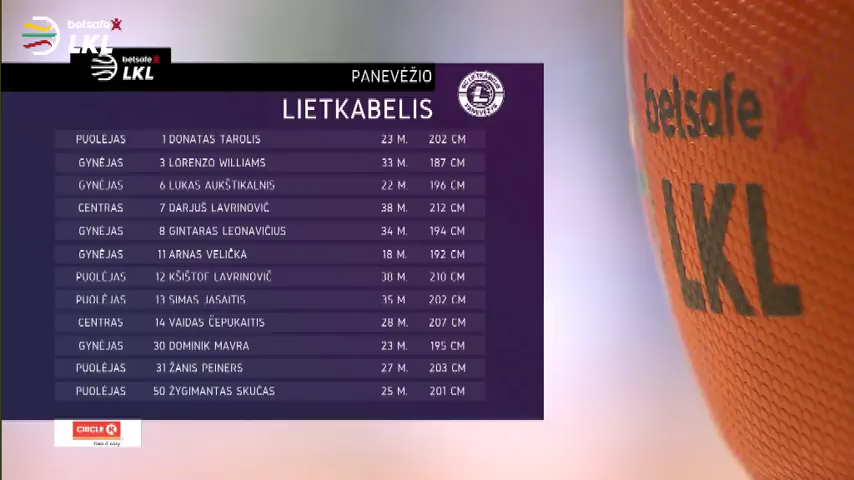 betsafe
LKL
betsafe
LKL
PANEVĖŽIO
LIETKABELIS
PUOLĖJAS 1 DONATAS TAROLIS 23 M. 202 CM
GYNĖJAS 3 LORENZO WILLIAMS 33 M. 187 CM
GYNĖJAS 6 LUKAS AUKŠTIKALNIS 22 M. 196 CM
CENTRAS 7 DARJUŠ LAVRINOVIČ 38 M. 212 CM
GYNĖJAS 8 GINTARAS LEONAVIČIUS 34 M. 194 CM
GYNĖJAS 11 ARNAS VELIČKA 18 M. 192 CM
PUOLĖJAS 12 KŠIŠTOF LAVRINOVIČ 38 M. 210 CM
PUOLĖJAS 13 SIMAS JASAITIS 35 M. 202 CM
CENTRAS 14 VAIDAS ČEPUKAITIS 28 M. 207 CM
GYNĖJAS 30 DOMINIK MAVRA 23 M. 195 CM
PUOLĖJAS 31 ŽANIS PEINERS 27 M. 203 CM
PUOLĖJAS 50 ŽYGIMANTAS SKUČAS 25 M. 201 CM
CIRCLE K
Take it easy
betsafe
LKL